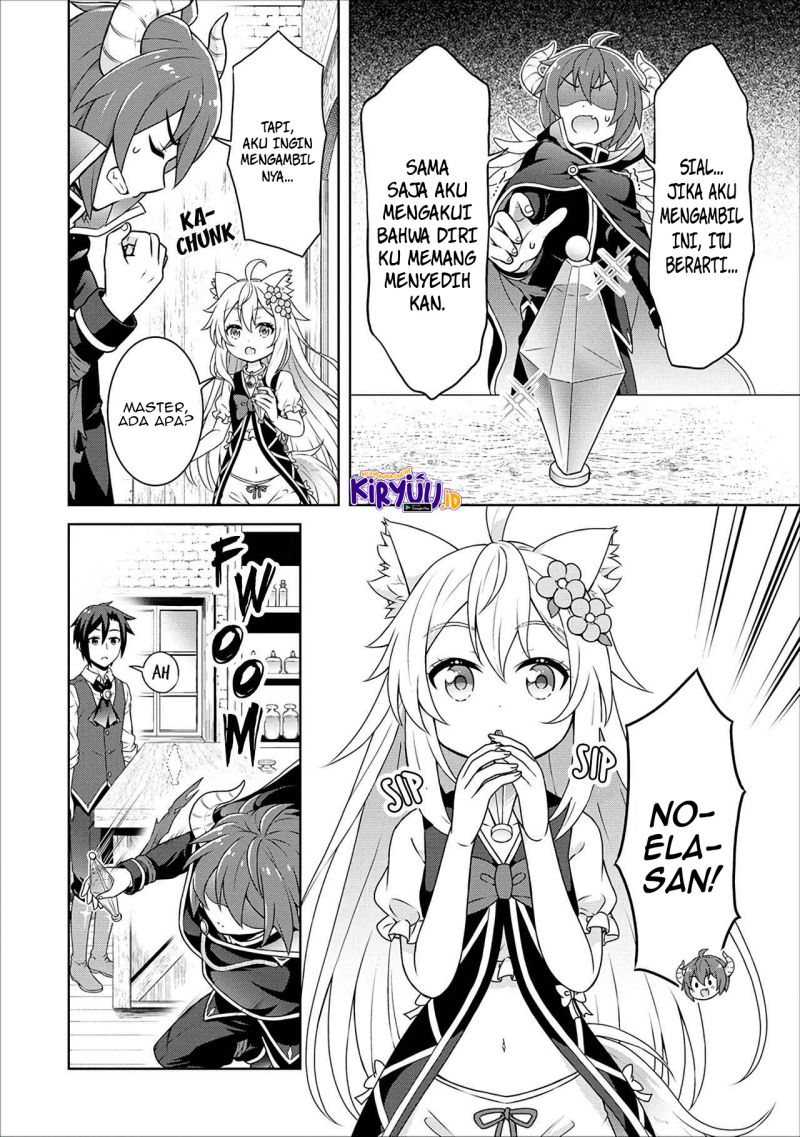 SIAL...
JIKA AKU
MENGAMBIL
INI, ITU
BERARTI...
SAMA
SAJA AKU
MENGAKUI
BAHWA DIRI
KU MEMANG
MENYEDIH
KAN.
TAPI,
AKU INGIN
MENGAMBIL
NYA...
KA-
CHUNK
MASTER,
ADA APA?
KIRYUU.ID
NO-
ELA-
SAN!
SIP
SIP
FWOOM
AH